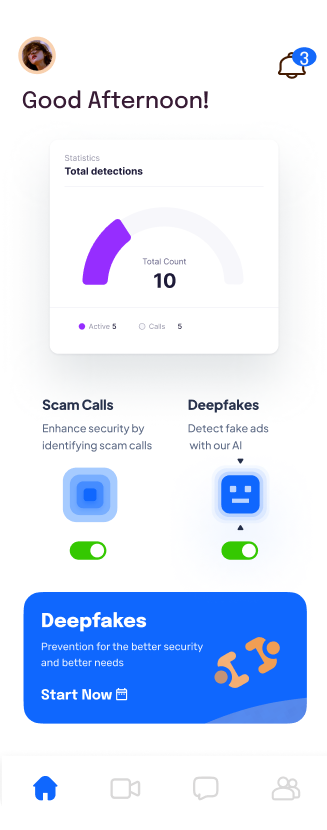 3
Good Afternoon!
Statistics
Total detections
Total Count
10
Active 5 Calls 5
Scam Calls
Enhance security by
identifying scam calls
Deepfakes
Detect fake ads
with our AI
Deepfakes
Prevention for the better security
and better needs
Start Now